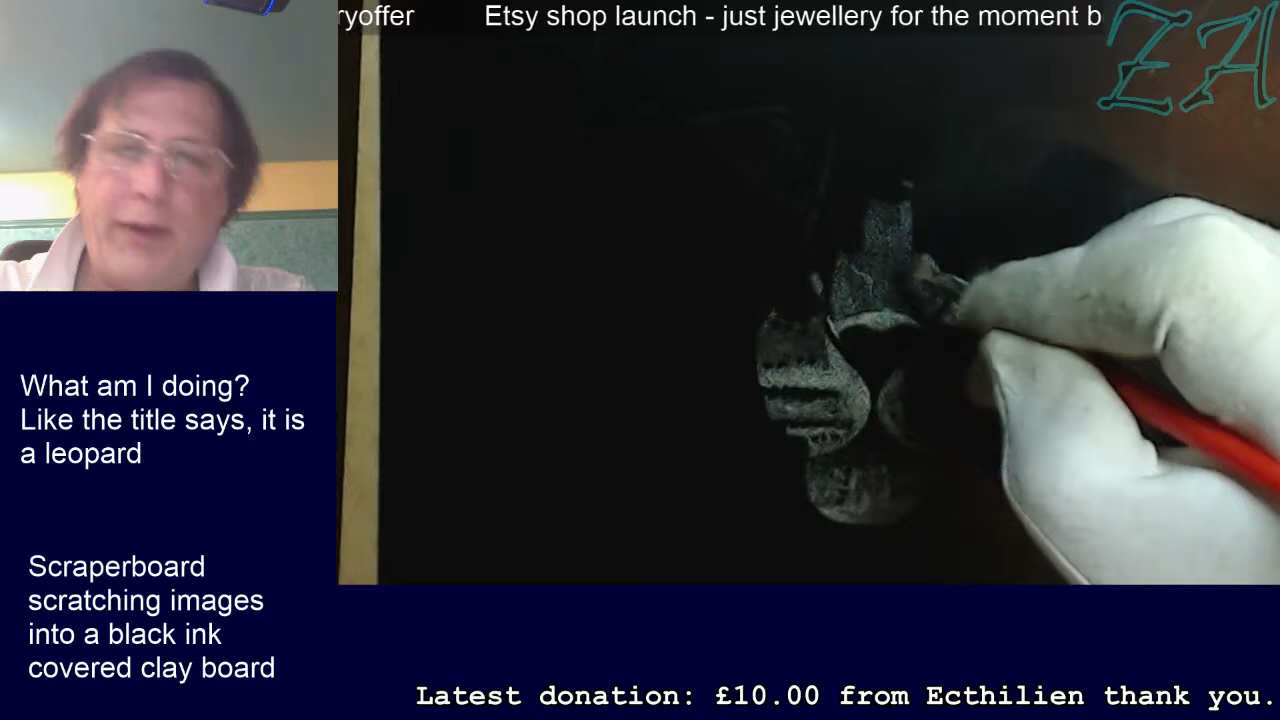 ryoffer Etsy shop launch - just jewellery for the moment b
ZA
What am I doing?
Like the title says, it is
a leopard
Scraperboard
scratching images
into a black ink
covered clay board
Latest donation: £10.00 from Ecthilien thank you.